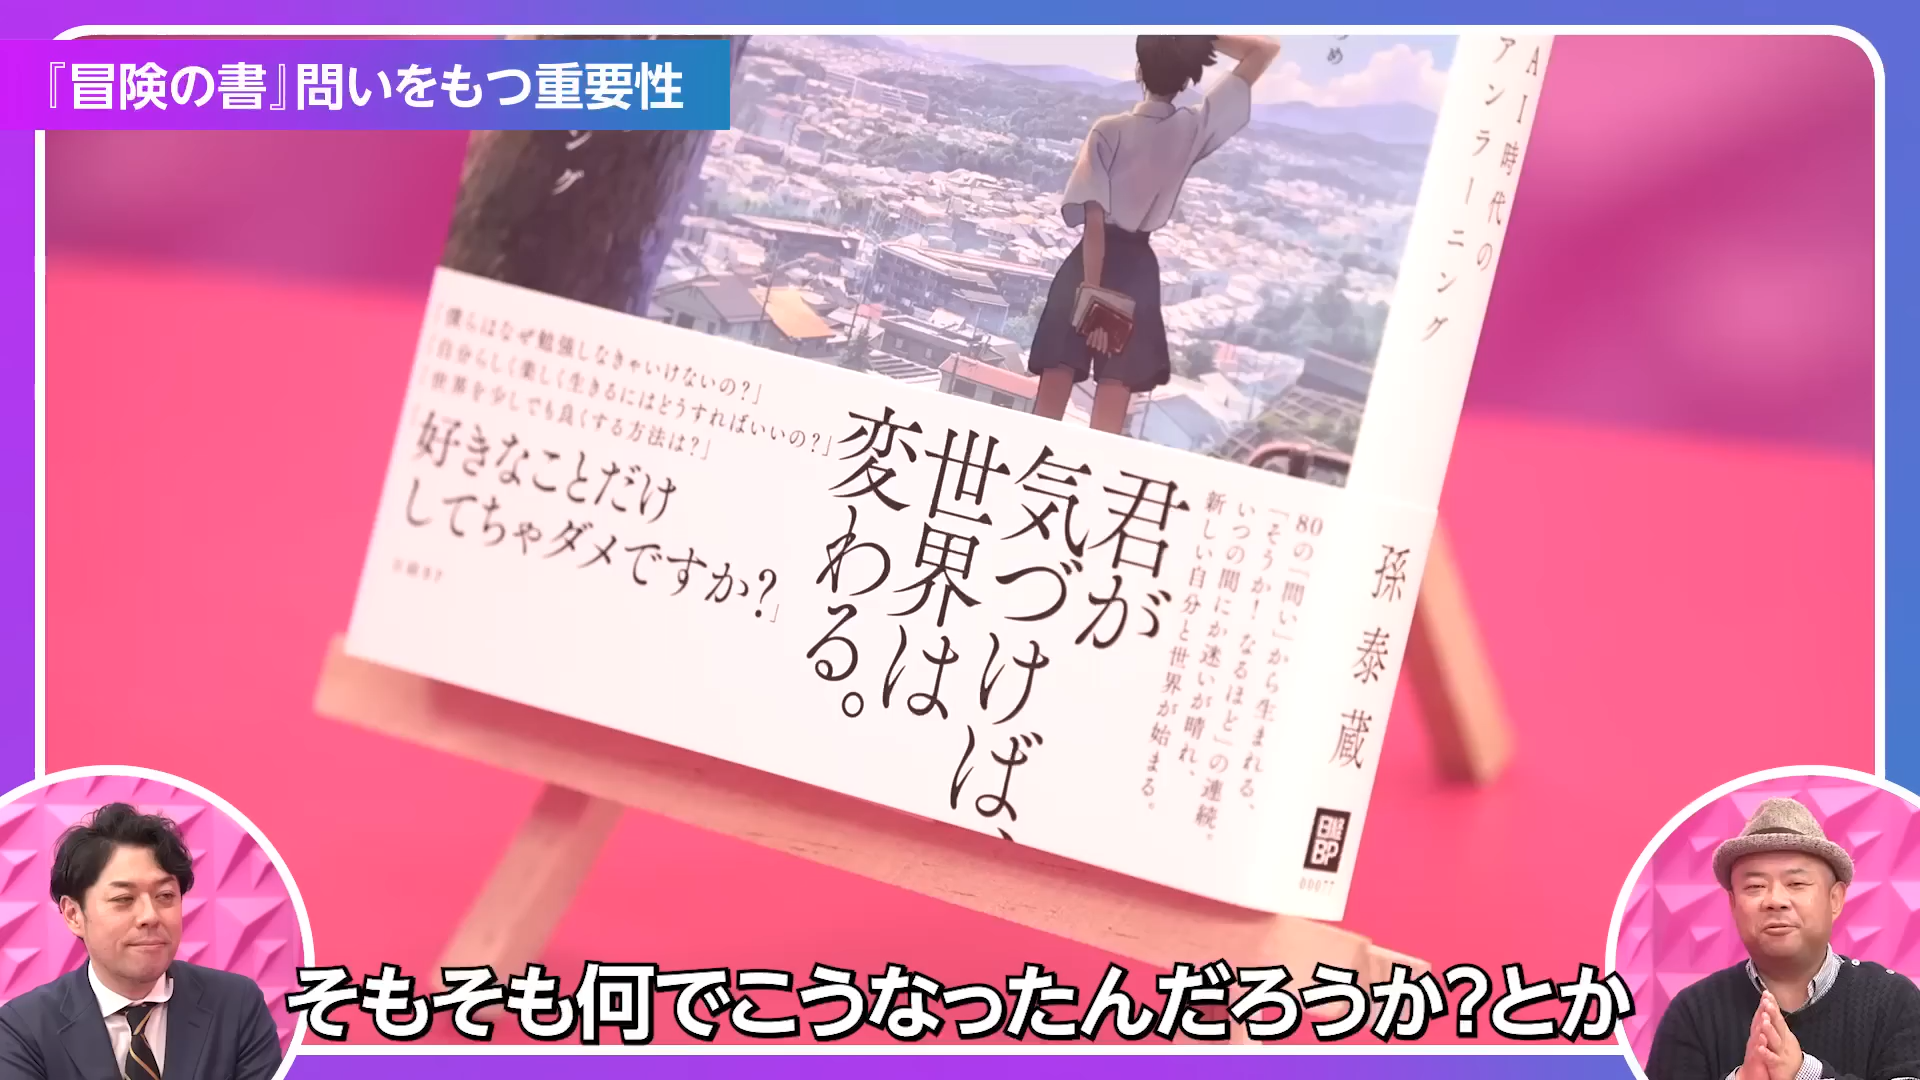 『冒険の書』問いをもつ重要性
め
ング
AI時代の
アンラーニング
孫泰蔵
日経
BP
00077
「僕らはなぜ勉強しなきゃいけないの？」
「自分らしく楽しく生きるにはどうすればいいの？」
「世界を少しでも良くする方法は？」
「好きなことだけ
してちゃダメですか？」
日経BP
君が
気づけば、
世界は
変わる。
80の「問い」から生まれる、
「そうか！なるほど」の連続。
いつの間にか迷いが晴れ、
新しい自分と世界が始まる。
そもそも何でこうなったんだろうか?とか